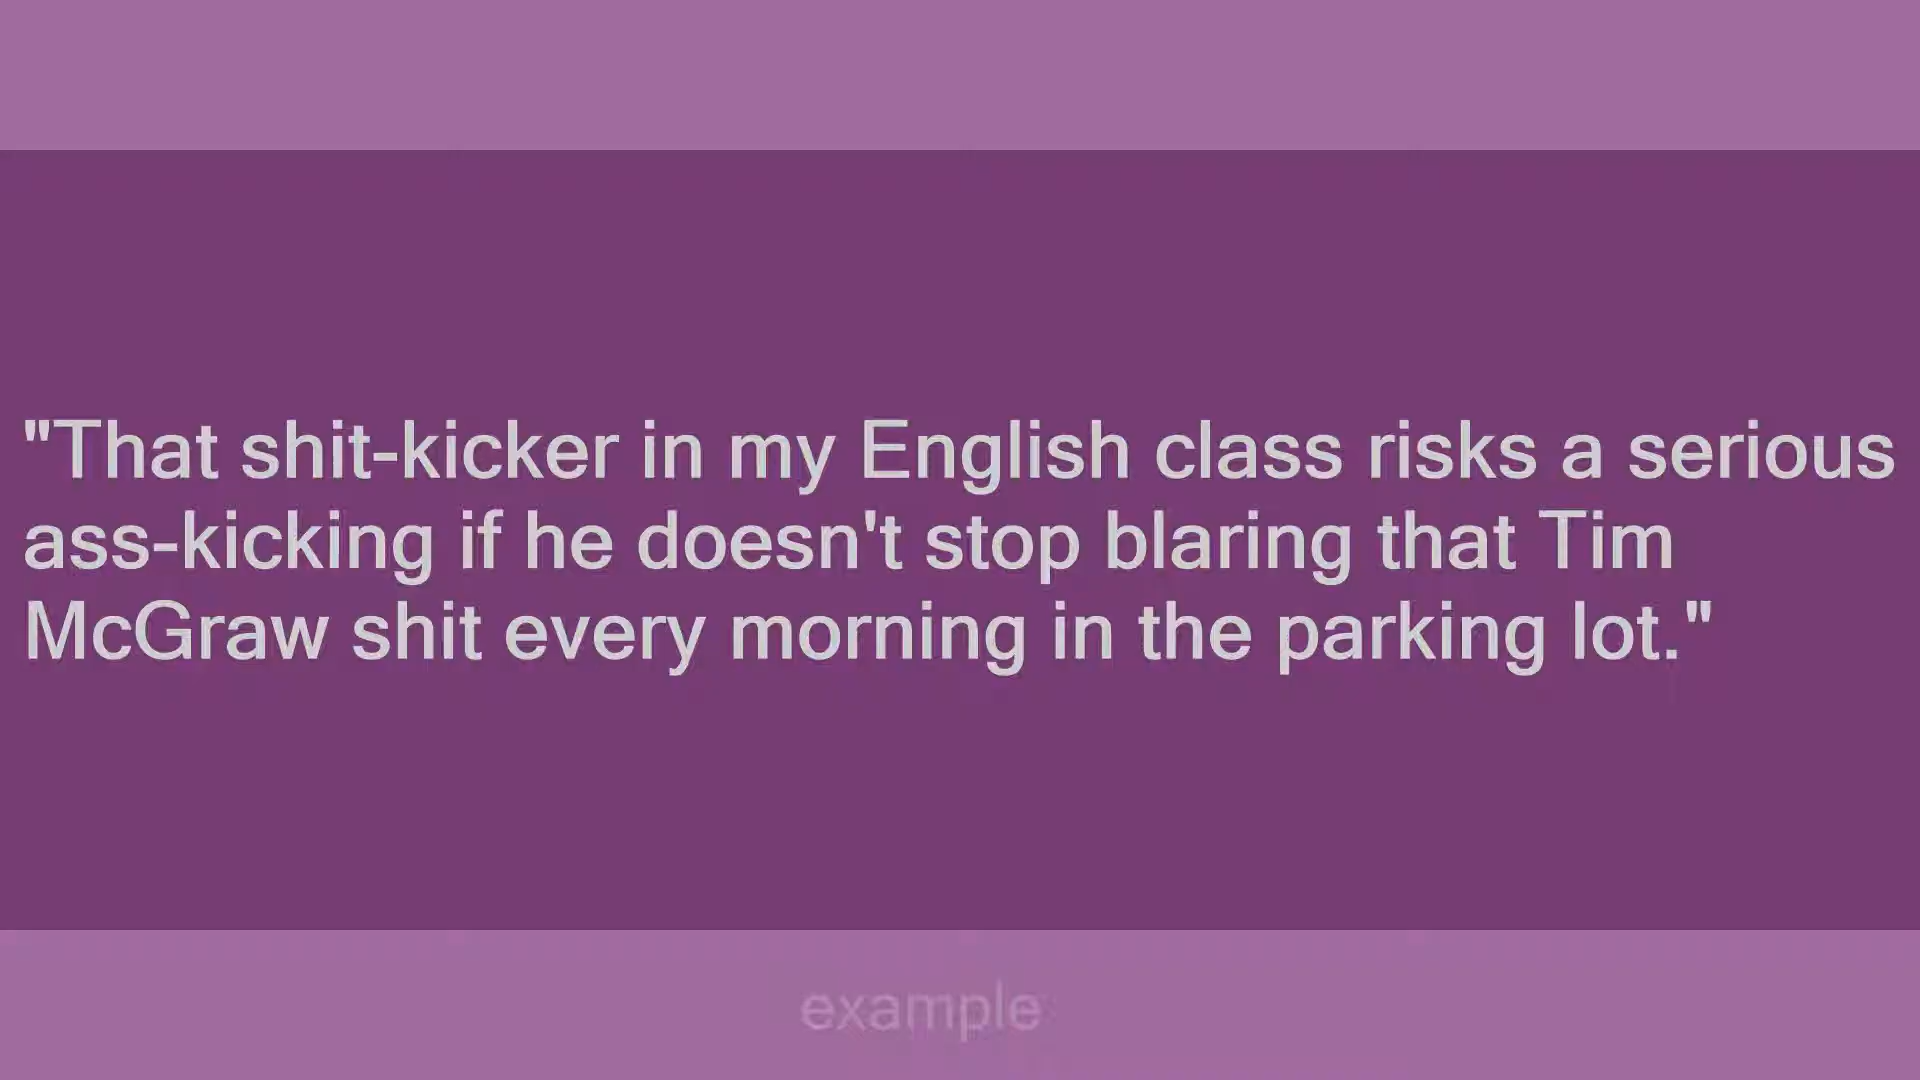 "That shit-kicker in my English class risks a serious
ass-kicking if he doesn't stop blaring that Tim
McGraw shit every morning in the parking lot."
example